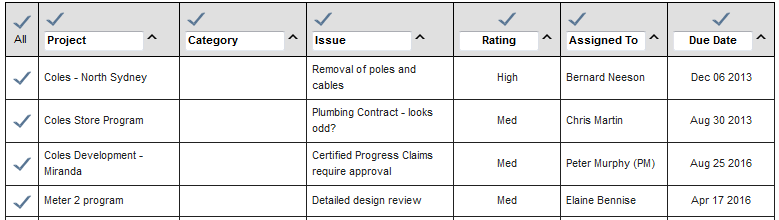 All Project Category Issue Rating Assigned To Due Date
Coles - North Sydney Removal of poles and High Bernard Neeson Dec 06 2013
cables
Coles Store Program Plumbing Contract - looks Med Chris Martin Aug 30 2013
odd?
Coles Development - Certified Progress Claims Med Peter Murphy (PM) Aug 25 2016
Miranda require approval
Meter 2 program Detailed design review Med Elaine Bennise Apr 17 2016